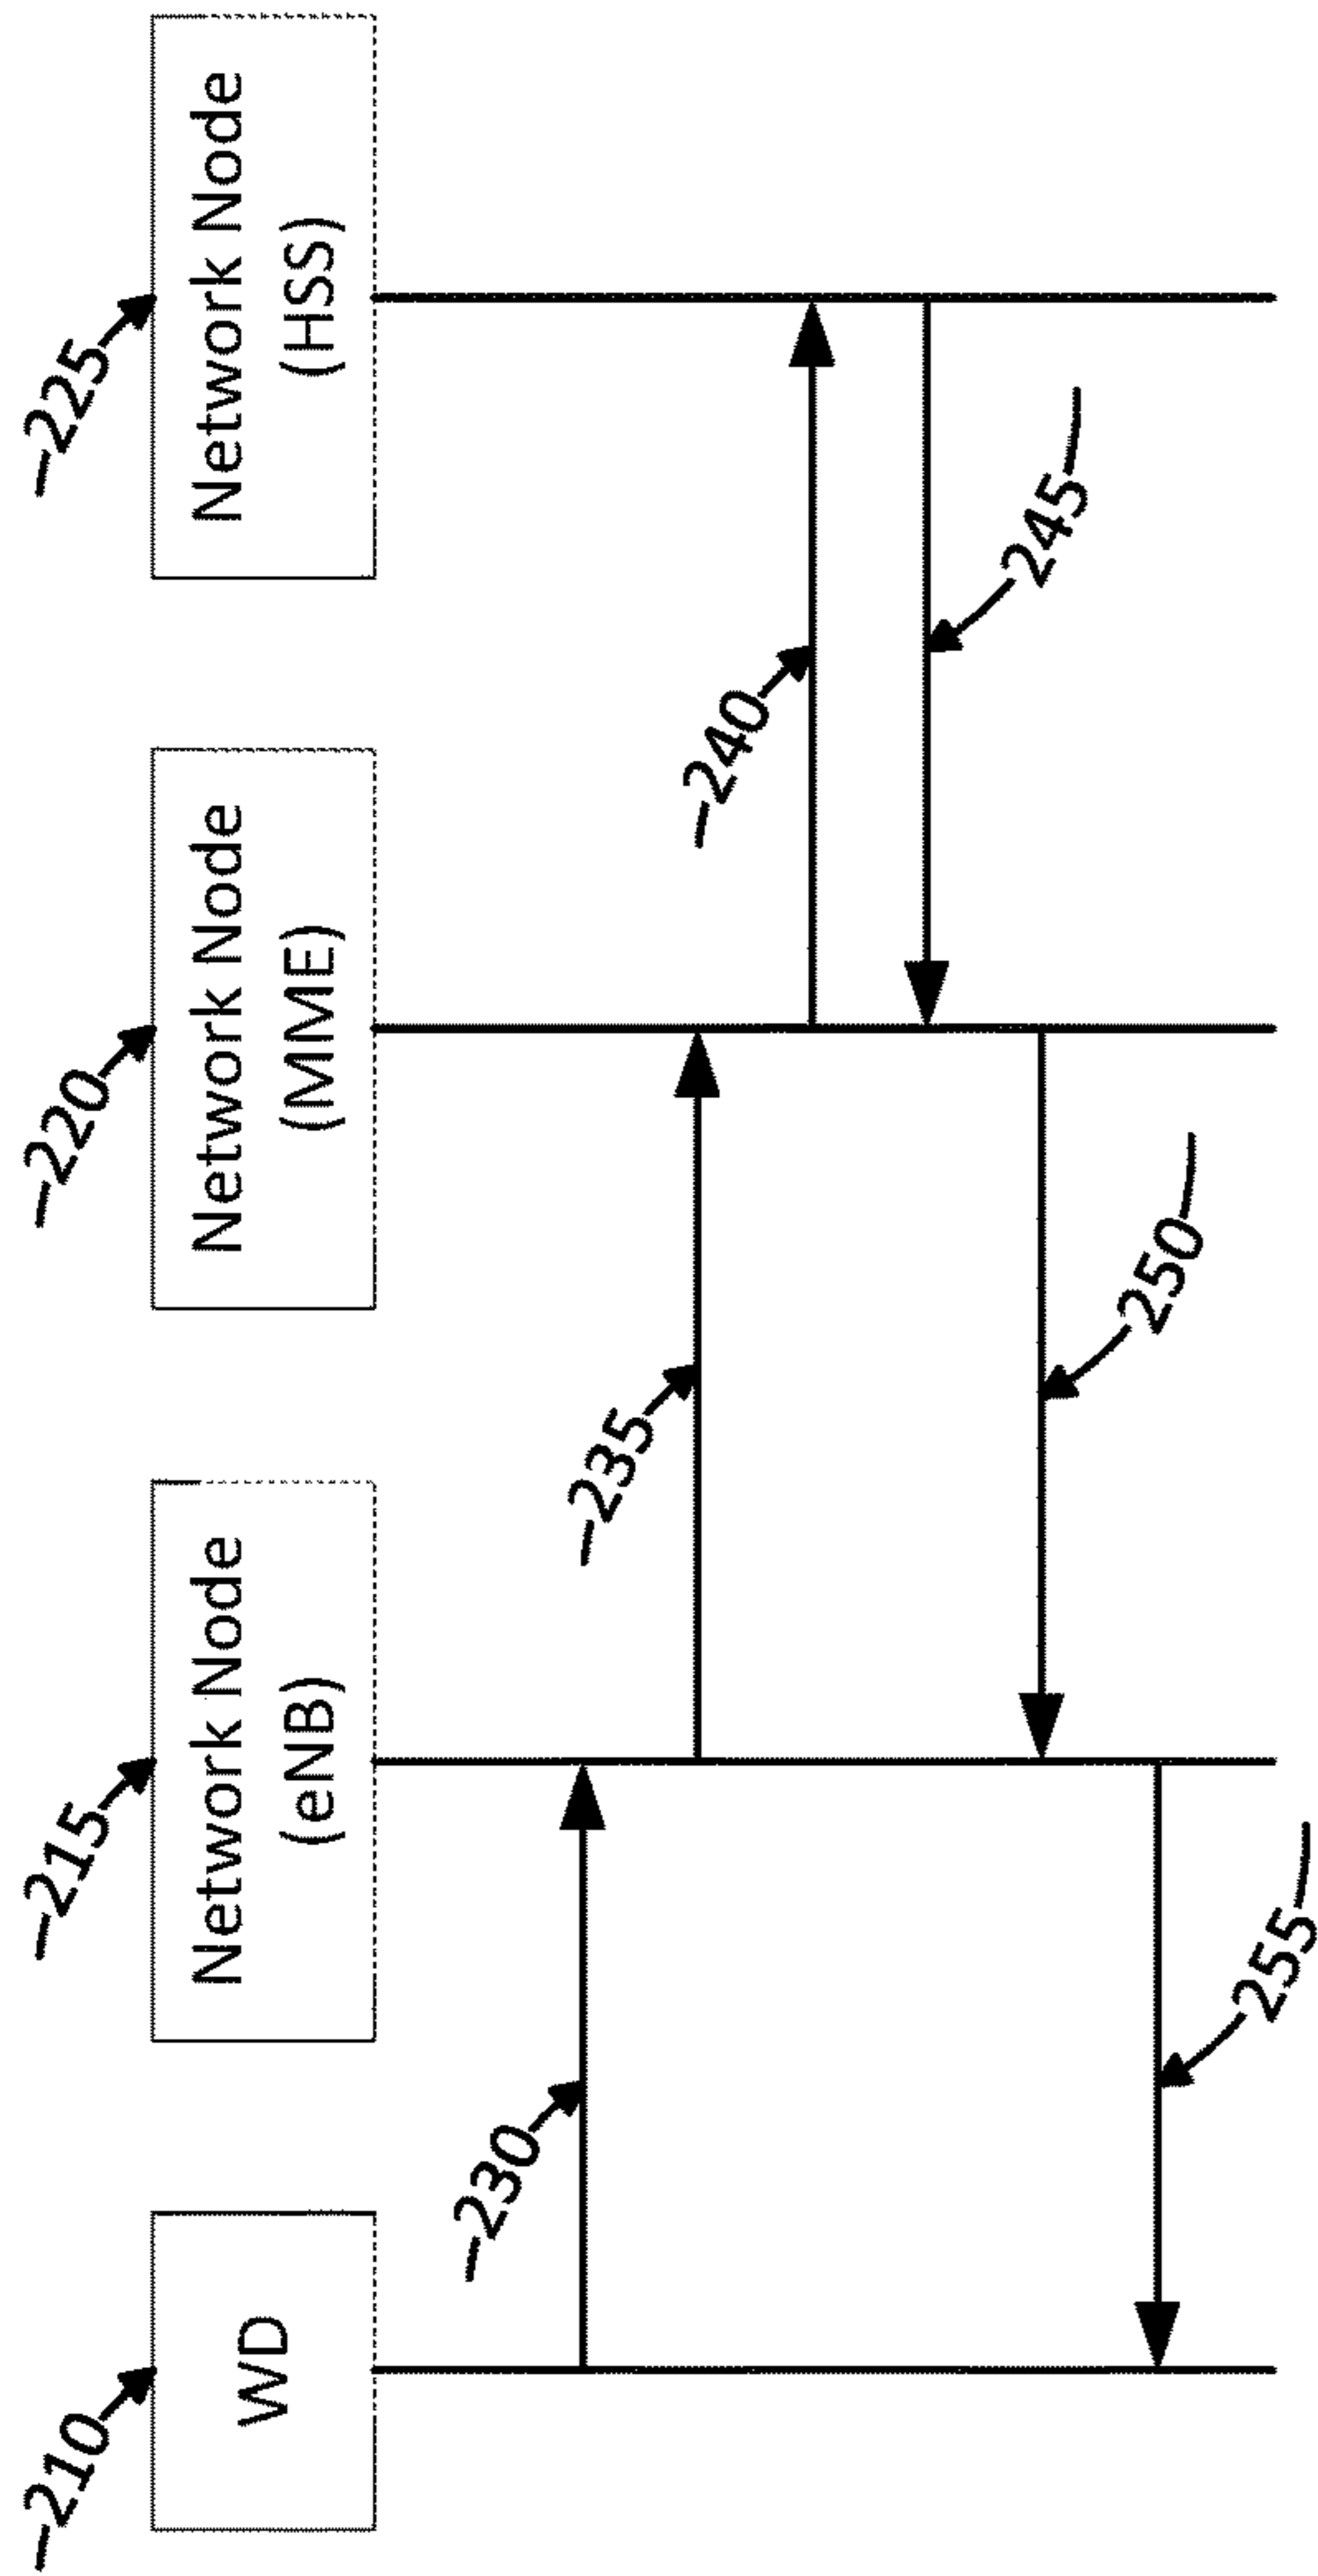 210
WD
215
Network Node
(eNB)
220
Network Node
(MME)
225
Network Node
(HSS)
230
235
240
245
250
255